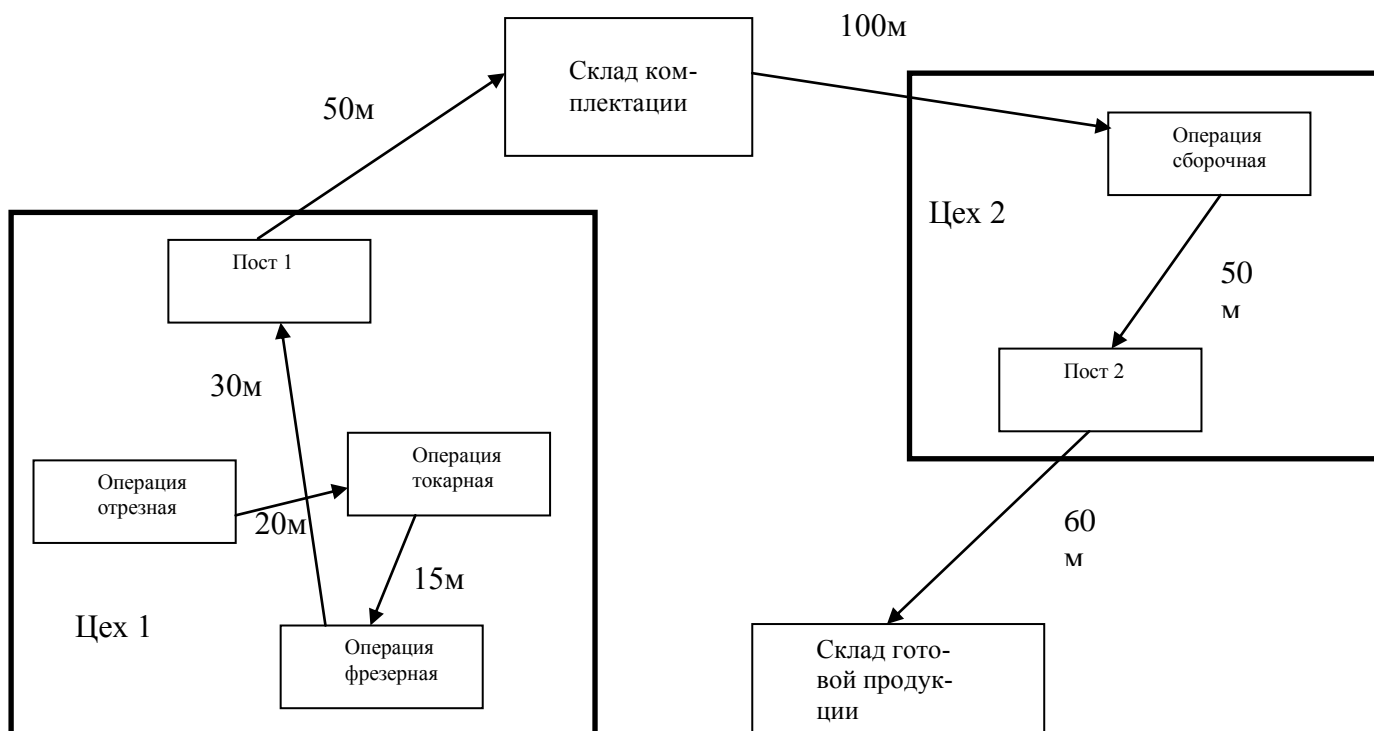 100м
Склад ком-
плектации
50м
Операция
сборочная
Цех 2
Пост 1
50
м
Пост 2
30м
Операция
отрезная
Операция
токарная
20м
60
м
15м
Цех 1
Операция
фрезерная
Склад гото-
вой продук-
ции